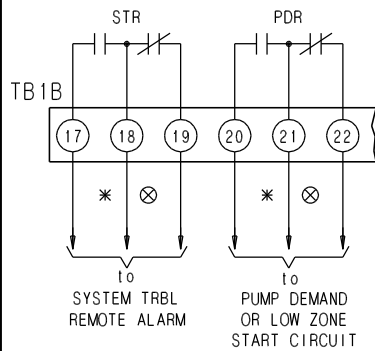 STR PDR
TB1B
17 18 19 20 21 22
to to
SYSTEM TRBL PUMP DEMAND
REMOTE ALARM OR LOW ZONE
START CIRCUIT